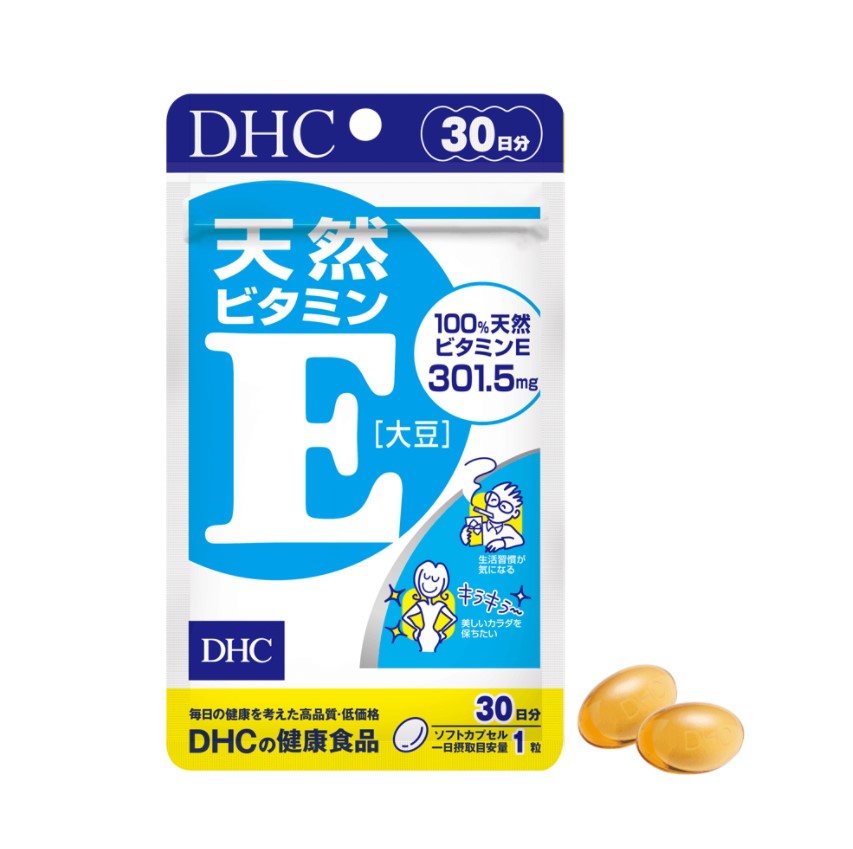 DHC
30日分
天然
ビタミン
E
[大豆]
100%天然
ビタミンE
301.5mg
生活習慣が
気になる
キラキラ〜
美しいカラダを
保ちたい
DHC
毎日の健康を考えた高品質・低価格
DHCの健康食品
30日分
ソフトカプセル
一日摂取目安量1粒
DHC